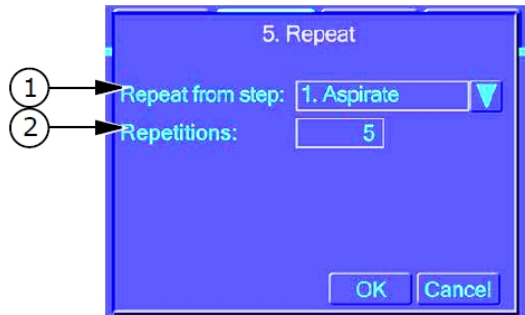 5. Repeat
1 Repeat from step: 1. Aspirate
2 Repetitions: 5
OK Cancel